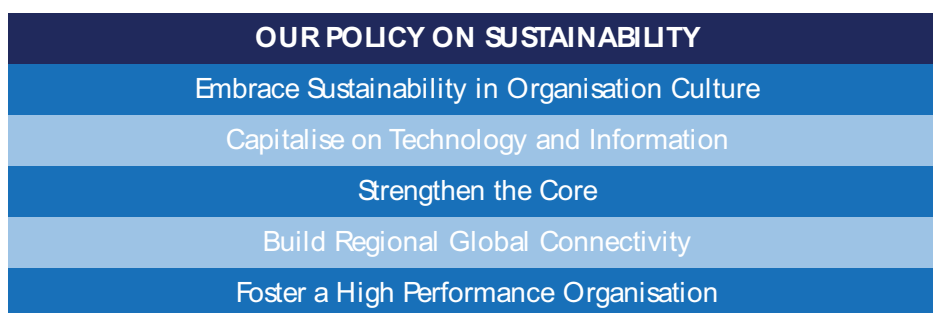 OUR POLICY ON SUSTAINABILITY
Embrace Sustainability in Organisation Culture
Capitalise on Technology and Information
Strengthen the Core
Build Regional Global Connectivity
Foster a High Performance Organisation